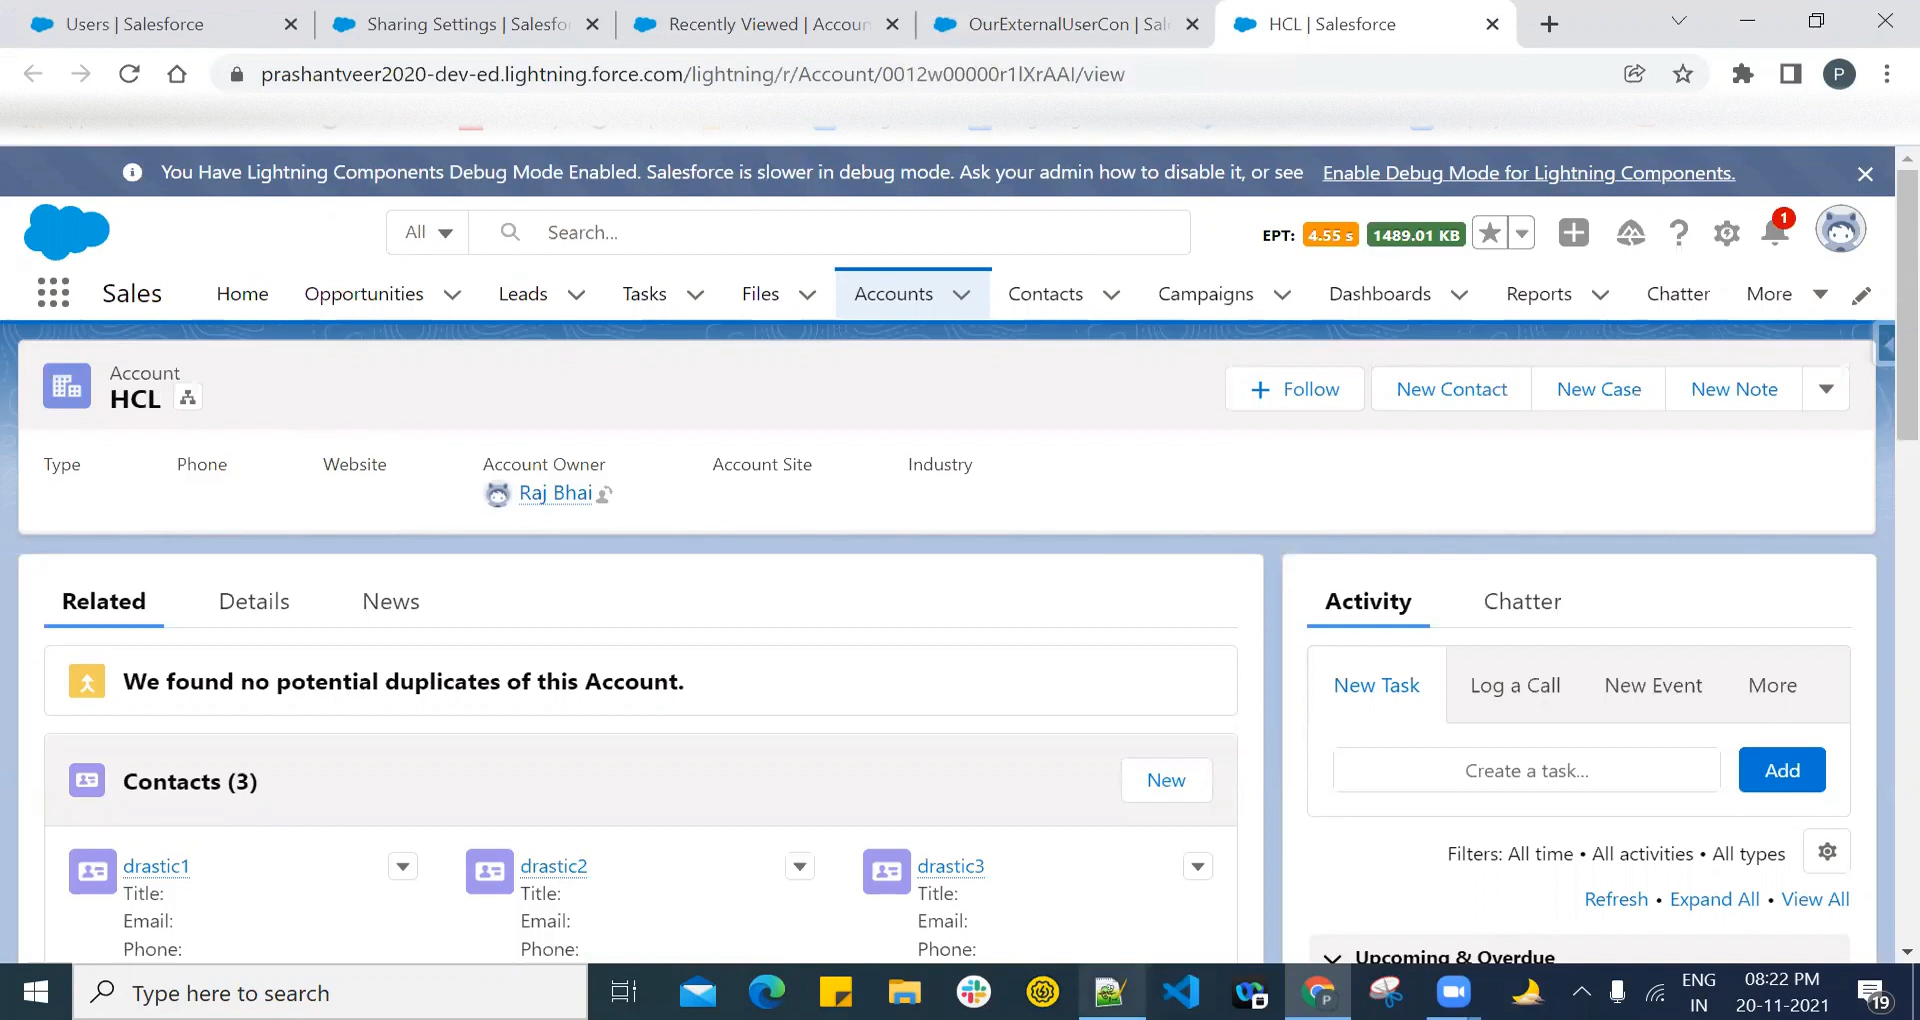 Users | Salesforce
Sharing Settings | Salesfo
Recently Viewed | Accoun
OurExternalUserCon | Sal
HCL | Salesforce
prashantveer2020-dev-ed.lightning.force.com/lightning/r/Account/0012w00000r1lXrAAI/view
P
You Have Lightning Components Debug Mode Enabled. Salesforce is slower in debug mode. Ask your admin how to disable it, or see Enable Debug Mode for Lightning Components.
All
Search...
EPT: 4.55 s 1489.01 KB
1
Sales
Home
Opportunities
Leads
Tasks
Files
Accounts
Contacts
Campaigns
Dashboards
Reports
Chatter
More
Account
HCL
Follow
New Contact
New Case
New Note
Type
Phone
Website
Account Owner
Account Site
Industry
Raj Bhai
Related
Details
News
Activity
Chatter
We found no potential duplicates of this Account.
New Task
Log a Call
New Event
More
Create a task...
Add
Contacts (3)
New
Filters: All time • All activities • All types
Refresh • Expand All • View All
drastic1
Title:
Email:
Phone:
drastic2
Title:
Email:
Phone:
drastic3
Title:
Email:
Phone:
Upcoming & Overdue
Type here to search
P
ENG
IN
08:22 PM
20-11-2021
19